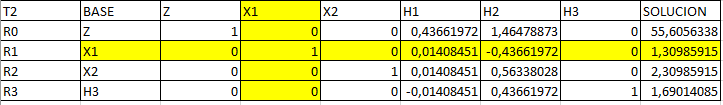 T2 BASE Z X1 X2 H1 H2 H3 SOLUCION
R0 Z 1 0 0 0,43661972 1,46478873 0 55,6056338
R1 X1 0 1 0 0,01408451 -0,43661972 0 1,30985915
R2 X2 0 0 1 0,01408451 0,56338028 0 2,30985915
R3 H3 0 0 0 -0,01408451 0,43661972 1 1,69014085